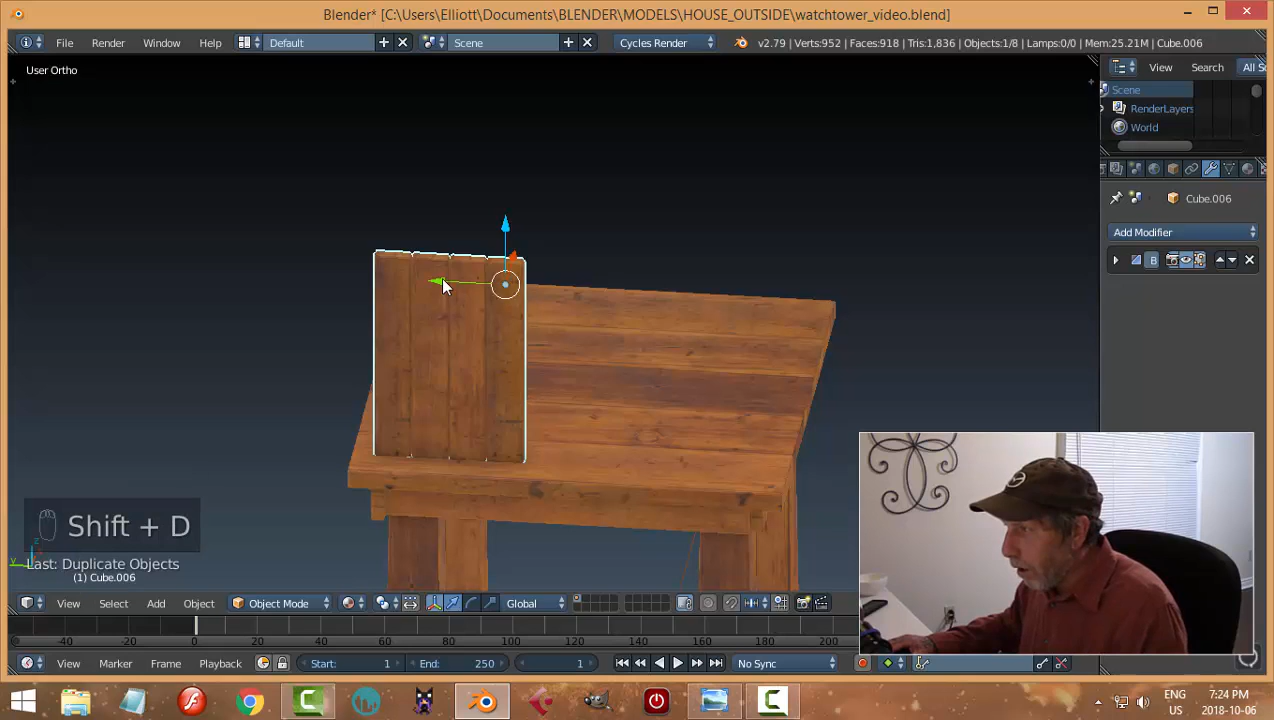 Blender* [C:\Users\Elliott\Documents\BLENDER\MODELS\HOUSE_OUTSIDE\watchtower_video.blend]
File Render Window Help Default Scene Cycles Render v2.79 | Verts:952 | Faces:918 | Tris:1,836 | Objects:1/8 | Lamps:0/0 | Mem:25.21M | Cube.006
User Ortho
View Search All Sc
Scene
RenderLayers
World
Cube.006
Add Modifier
B
Shift + D
Last: Duplicate Objects
(1) Cube.006
View Select Add Object Object Mode Global
-40 -20 0 20 40 60 80 100 120 140 160 180 200
View Marker Frame Playback Start: 1 End: 250 1 No Sync
ENG 7:24 PM
US 2018-10-06